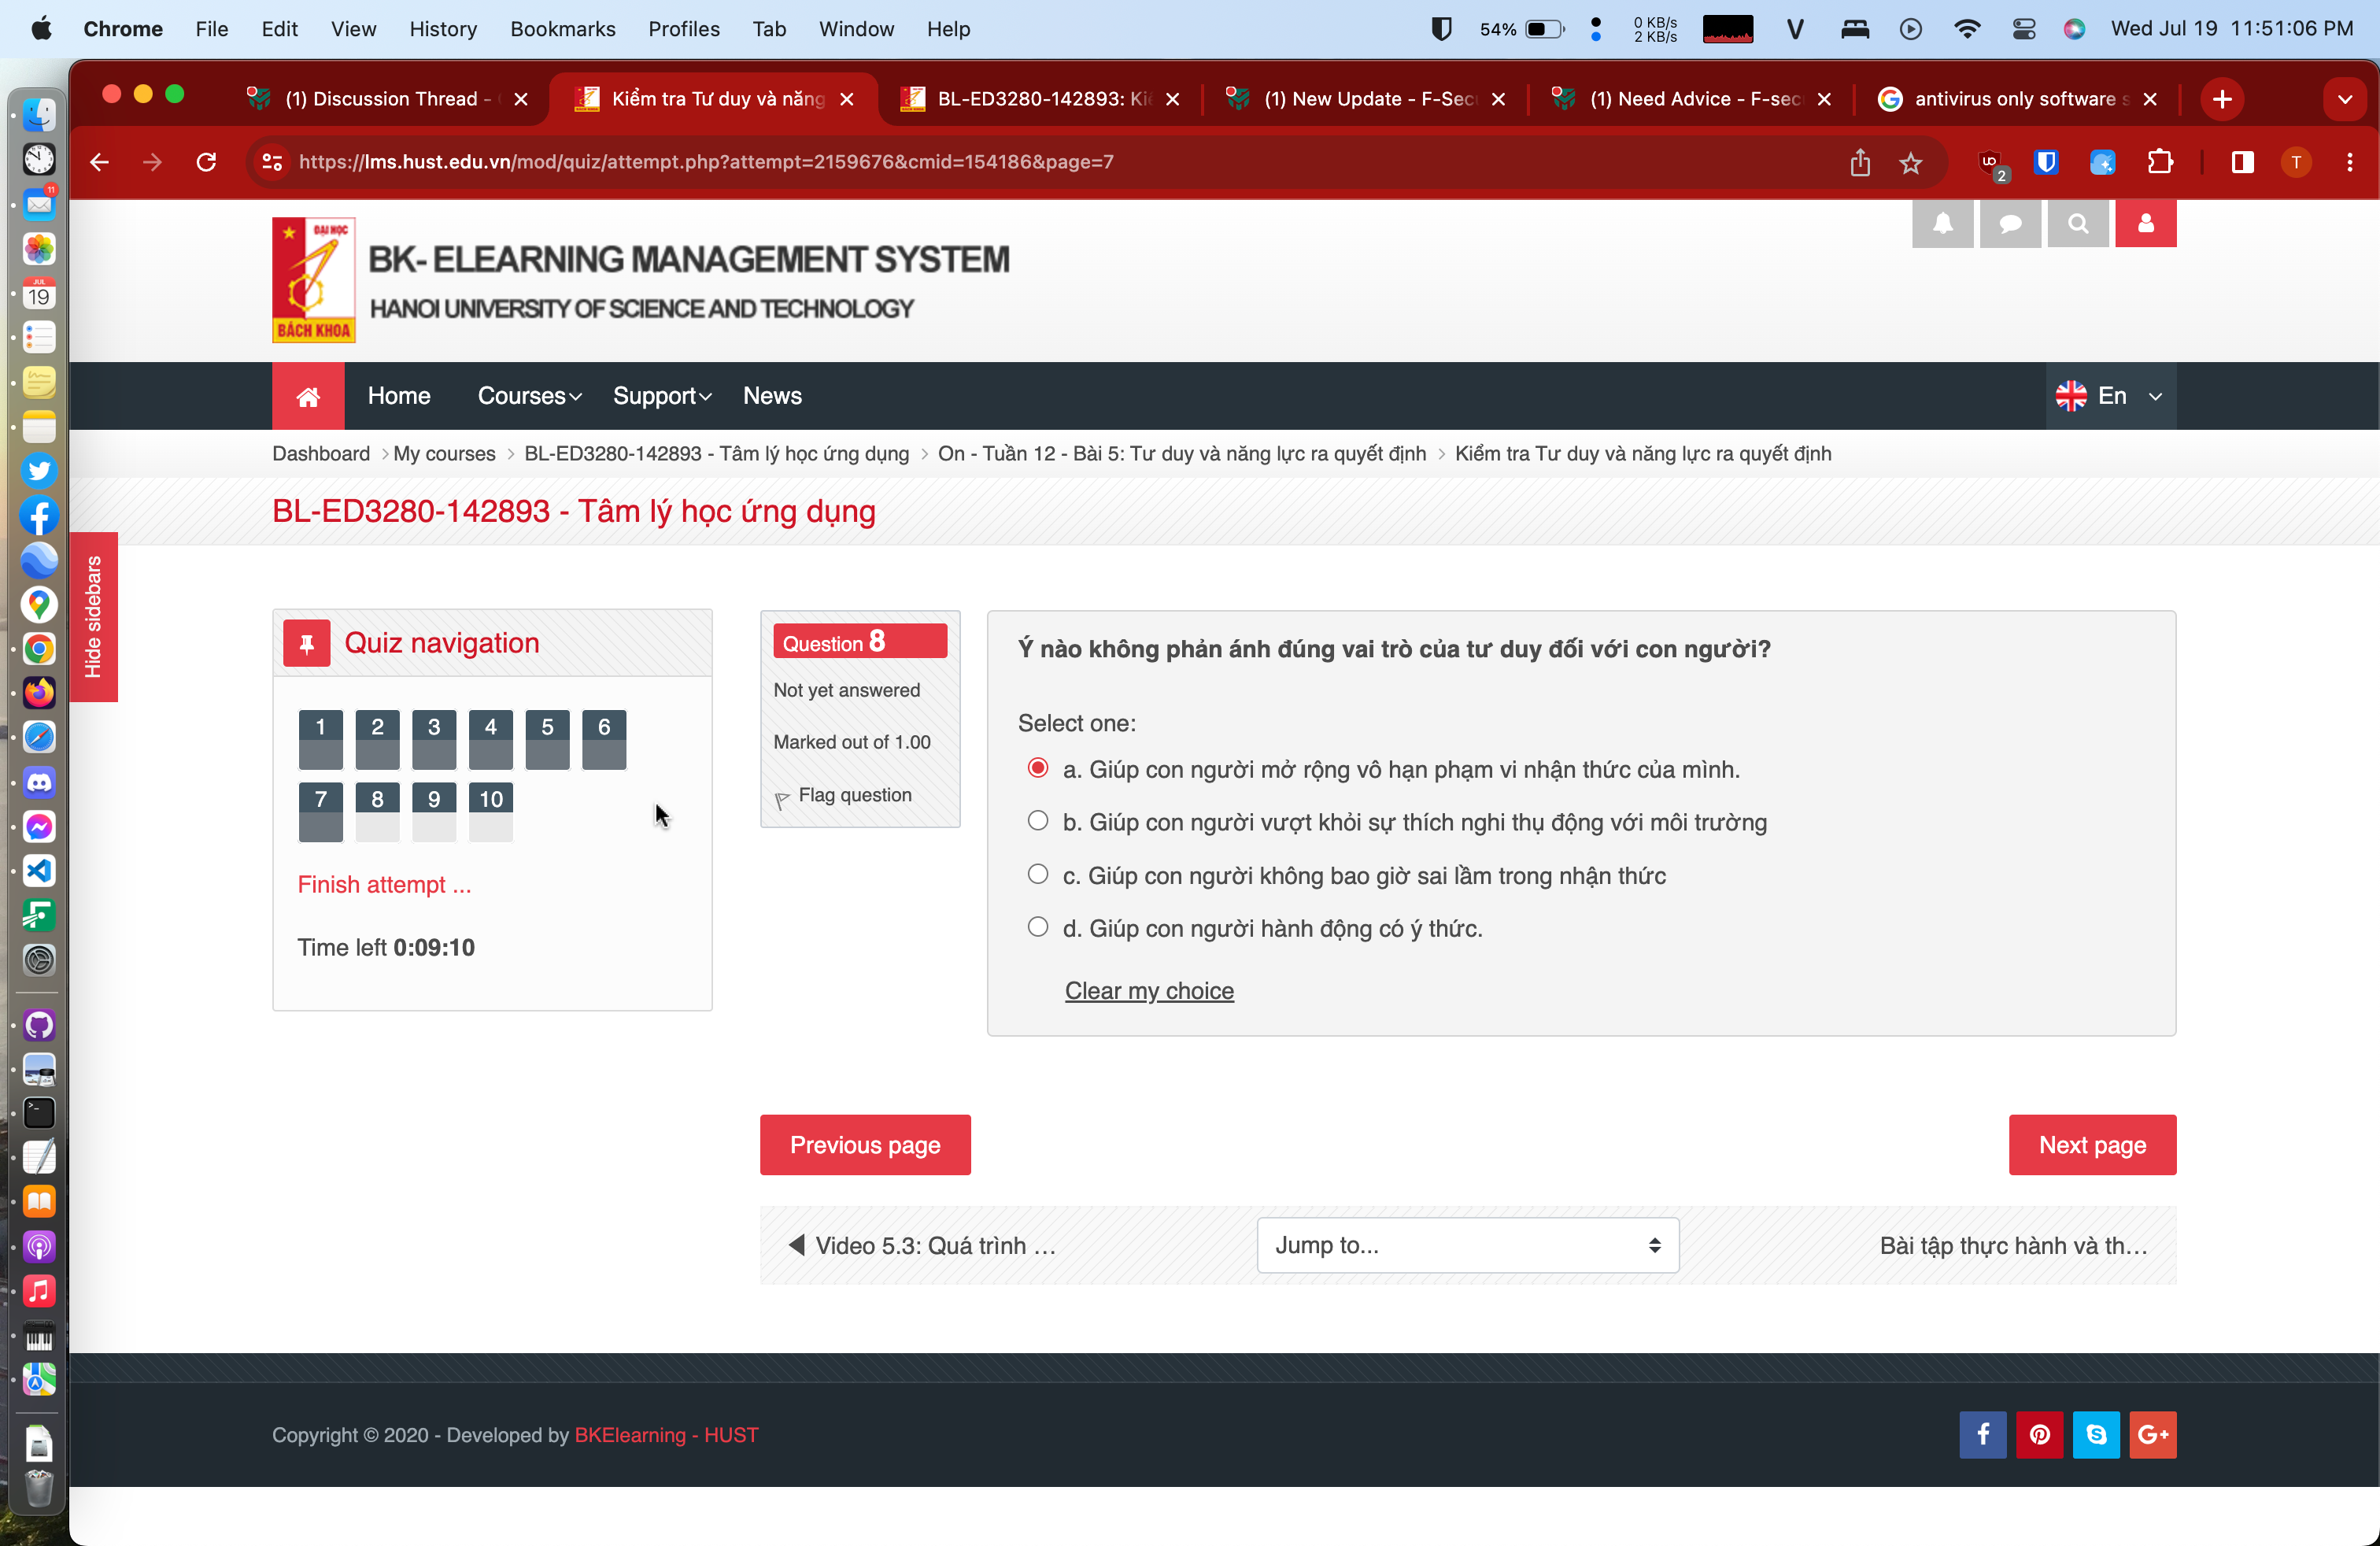 Chrome File Edit View History Bookmarks Profiles Tab Window Help 54% 0 KB/s 2 KB/s V Wed Jul 19 11:51:06 PM
(1) Discussion Thread - Kiểm tra Tư duy và năng BL-ED3280-142893: Kiể (1) New Update - F-Sec (1) Need Advice - F-sec antivirus only software s
https://lms.hust.edu.vn/mod/quiz/attempt.php?attempt=2159676&cmid=154186&page=7 2 T
11
JUL
19
ĐẠI HỌC
BÁCH KHOA
BK- ELEARNING MANAGEMENT SYSTEM
HANOI UNIVERSITY OF SCIENCE AND TECHNOLOGY
Home Courses Support News En
Dashboard > My courses > BL-ED3280-142893 - Tâm lý học ứng dụng > On - Tuần 12 - Bài 5: Tư duy và năng lực ra quyết định > Kiểm tra Tư duy và năng lực ra quyết định
BL-ED3280-142893 - Tâm lý học ứng dụng
Hide sidebars
Quiz navigation
1 2 3 4 5 6
7 8 9 10
Finish attempt ...
Time left 0:09:10
Question 8
Not yet answered
Marked out of 1.00
Flag question
Ý nào không phản ánh đúng vai trò của tư duy đối với con người?
Select one:
a. Giúp con người mở rộng vô hạn phạm vi nhận thức của mình.
b. Giúp con người vượt khỏi sự thích nghi thụ động với môi trường
c. Giúp con người không bao giờ sai lầm trong nhận thức
d. Giúp con người hành động có ý thức.
Clear my choice
Previous page Next page
◀ Video 5.3: Quá trình ... Jump to... Bài tập thực hành và th...
Copyright © 2020 - Developed by BKElearning - HUST